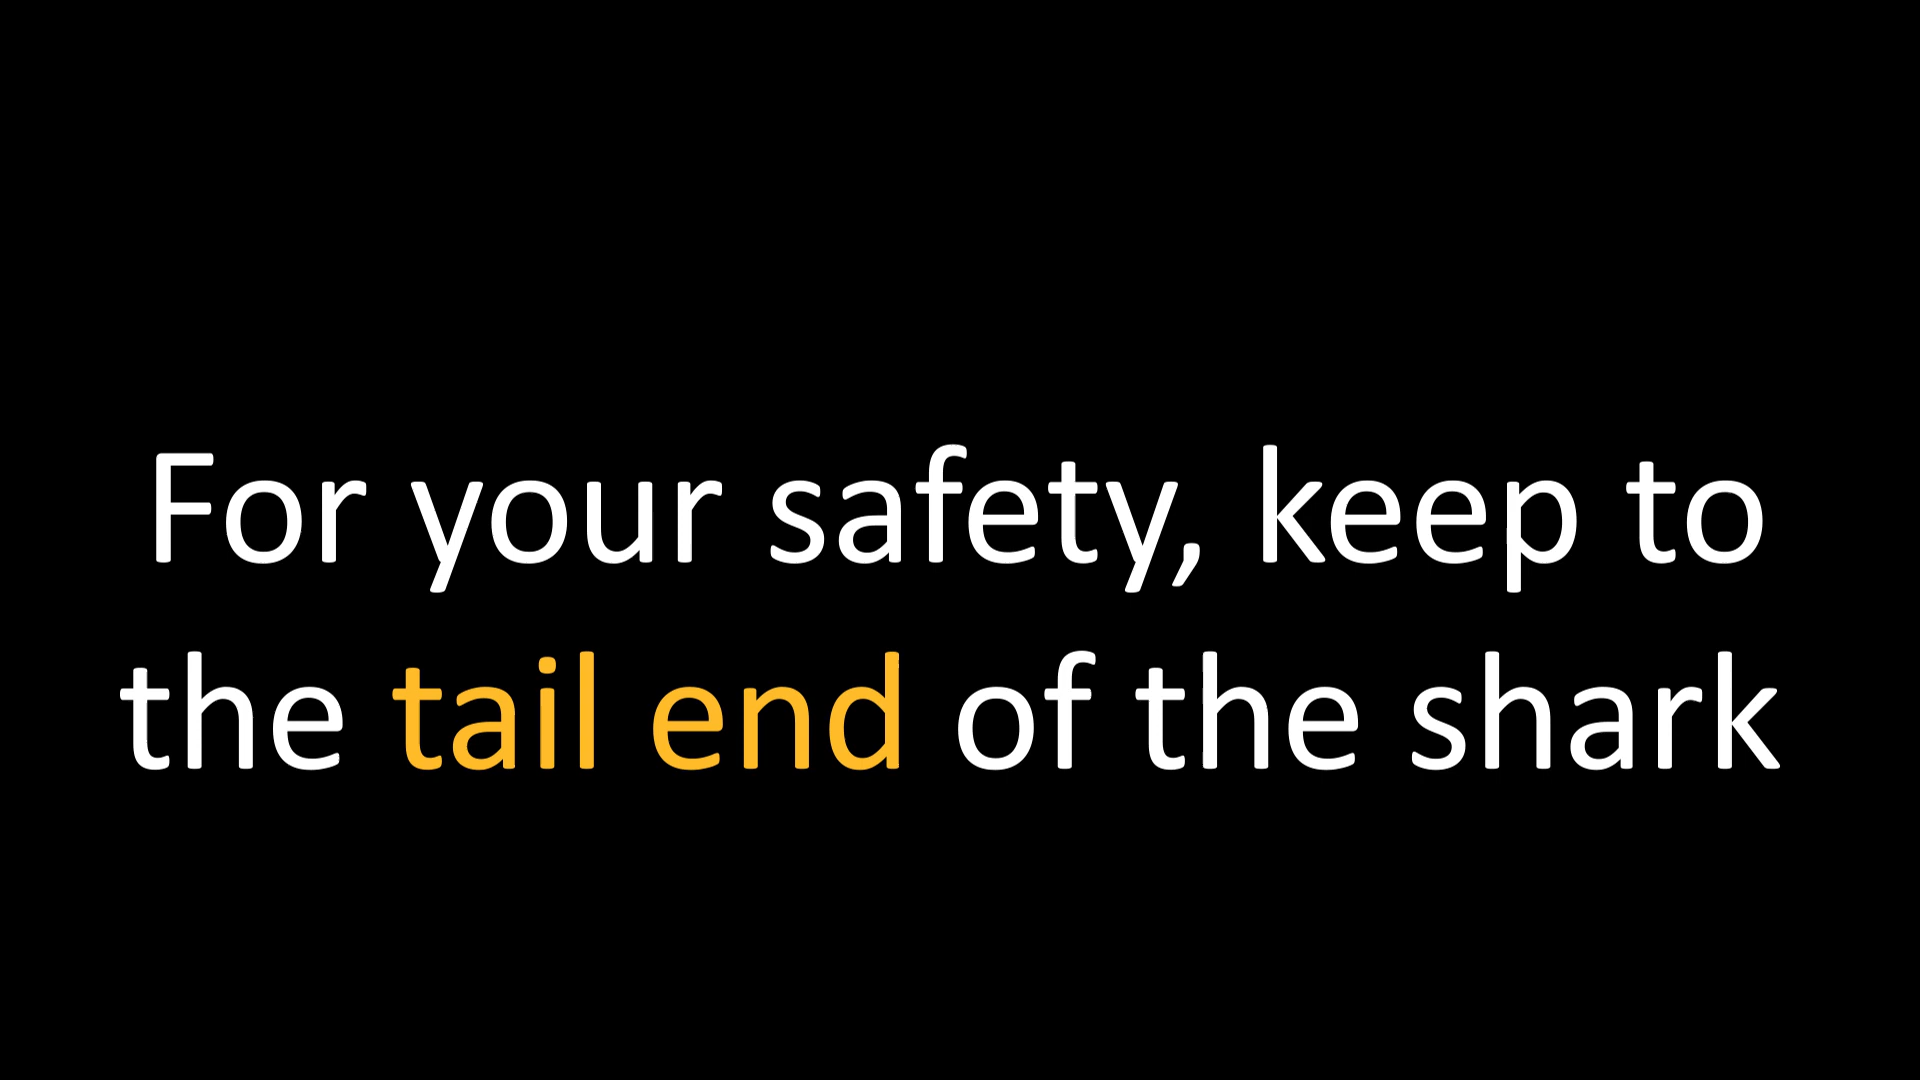 For your safety, keep to
the tail end of the shark